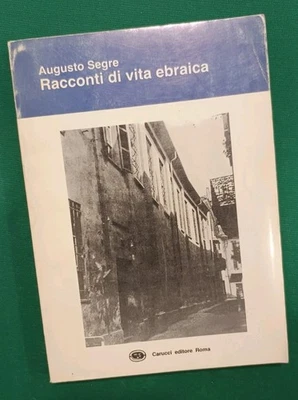 Augusto Segre
Racconti di vita ebraica
Carucci editore Roma